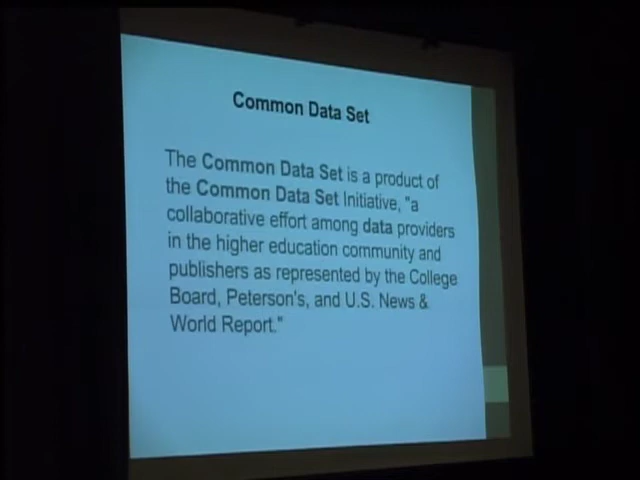 Common Data Set
The Common Data Set is a product of
the Common Data Set Initiative, "a
collaborative effort among data providers
in the higher education community and
publishers as represented by the College
Board, Peterson's, and U.S. News &
World Report."